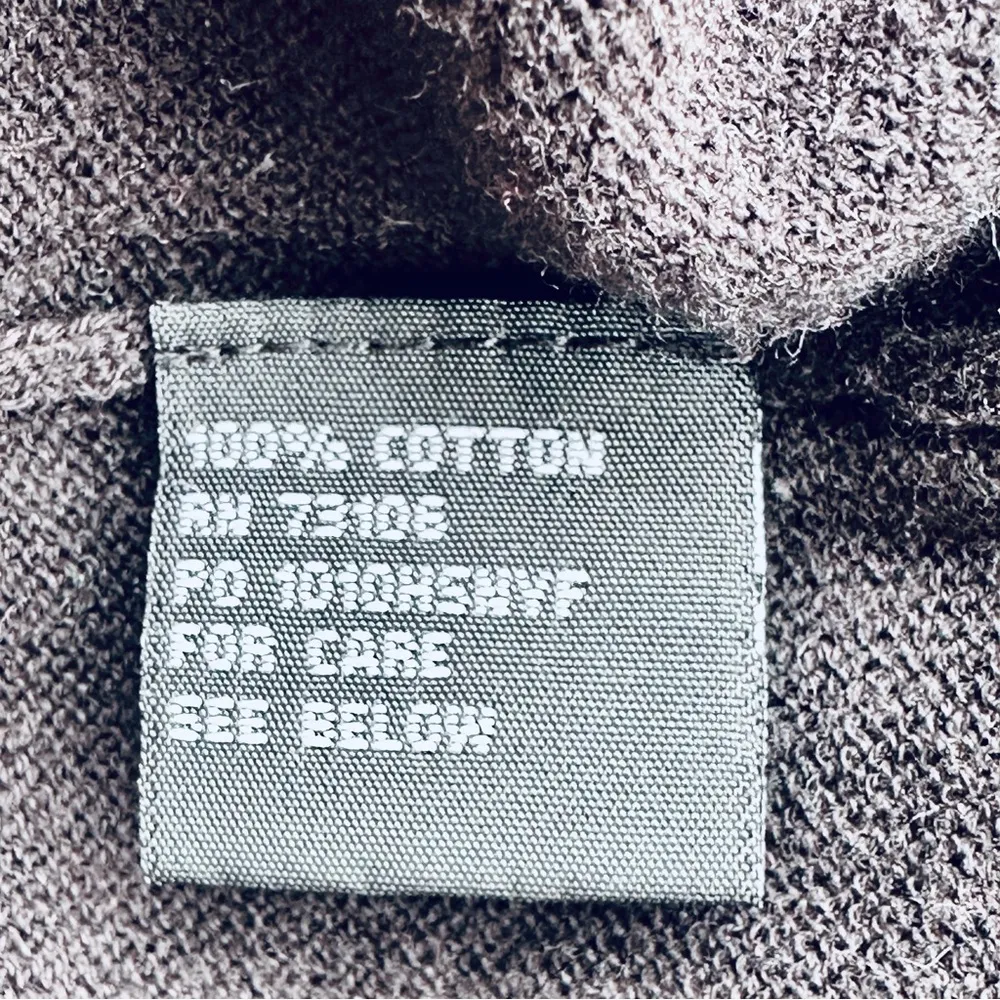 100% COTTON
RN 73108
FOR CARE
SEE BELOW